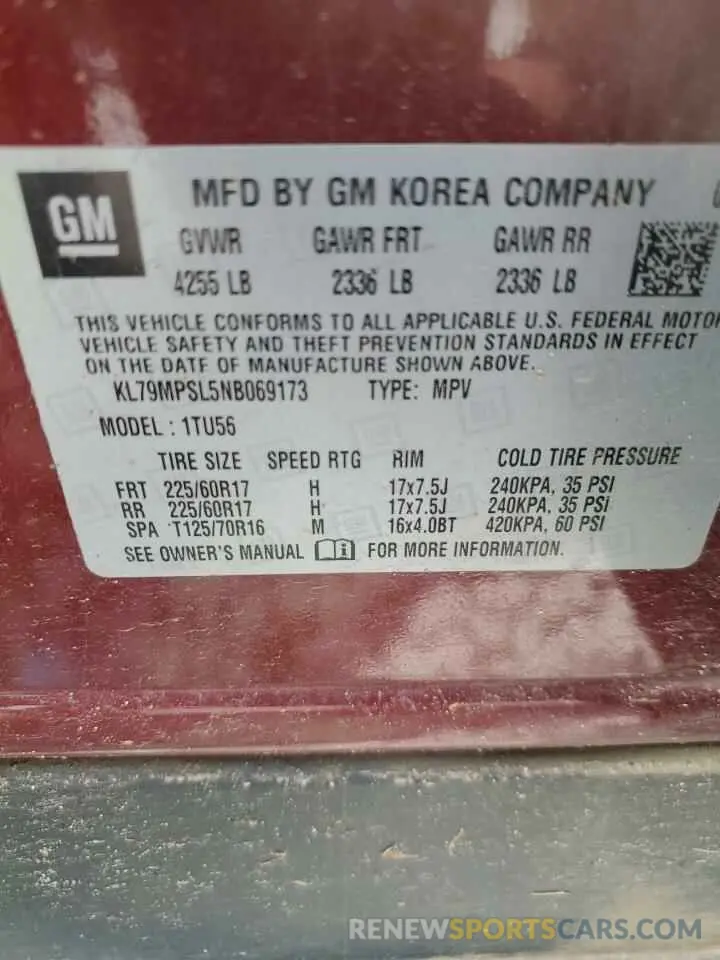 GM
MFD BY GM KOREA COMPANY
GVWR GAWR FRT GAWR RR
4255 LB 2336 LB 2336 LB
THIS VEHICLE CONFORMS TO ALL APPLICABLE U.S. FEDERAL MOTOR
VEHICLE SAFETY AND THEFT PREVENTION STANDARDS IN EFFECT
ON THE DATE OF MANUFACTURE SHOWN ABOVE.
KL79MPSL5NB069173 TYPE: MPV
MODEL: 1TU56
TIRE SIZE SPEED RTG RIM COLD TIRE PRESSURE
FRT 225/60R17 H 17x7.5J 240KPA, 35 PSI
RR 225/60R17 H 17x7.5J 240KPA, 35 PSI
SPA T125/70R16 M 16x4.0BT 420KPA, 60 PSI
SEE OWNER'S MANUAL FOR MORE INFORMATION.
RENEWSPORTSCARS.COM